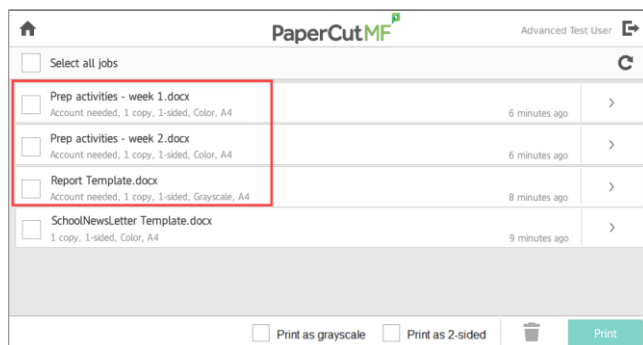 PaperCut MF
Advanced Test User
Select all jobs
Prep activities - week 1.docx
Account needed, 1 copy, 1-sided, Color, A4
6 minutes ago
Prep activities - week 2.docx
Account needed, 1 copy, 1-sided, Color, A4
6 minutes ago
Report Template.docx
Account needed, 1 copy, 1-sided, Grayscale, A4
8 minutes ago
SchoolNewsLetter Template.docx
1 copy, 1-sided, Color, A4
9 minutes ago
Print as grayscale
Print as 2-sided
Print